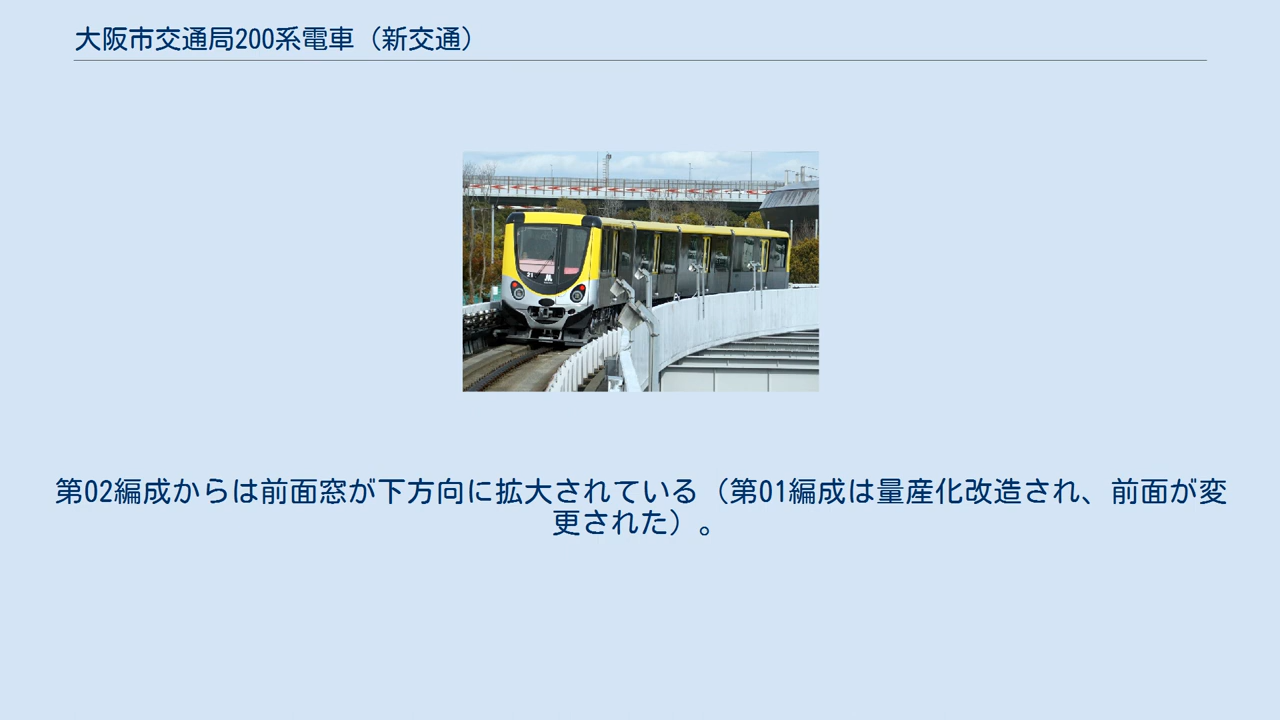 大阪市交通局200系電車（新交通）
21
第02編成からは前面窓が下方向に拡大されている（第01編成は量産化改造され、前面が変
更された）。